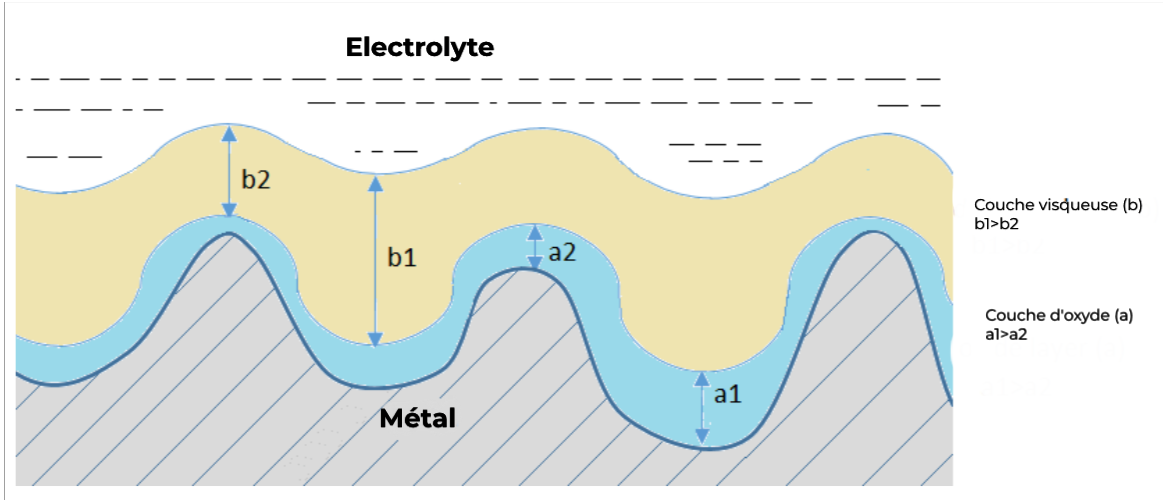 Electrolyte
b2
b1
a2
a1
Métal
Couche visqueuse (b)
b1>b2
Couche d'oxyde (a)
a1>a2